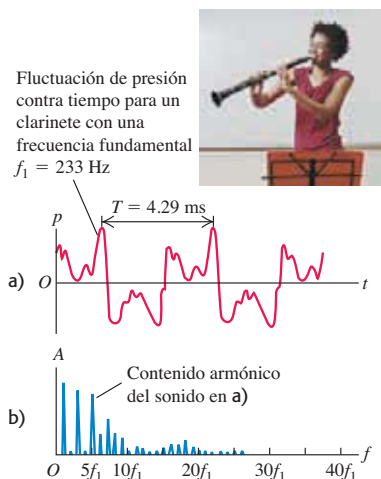 Fluctuación de presión
contra tiempo para un
clarinete con una
frecuencia fundamental
f₁ = 233 Hz
p
T = 4.29 ms
a)
O
t
A
Contenido armónico
del sonido en a)
b)
f
O 5f₁ 10f₁ 20f₁ 30f₁ 40f₁